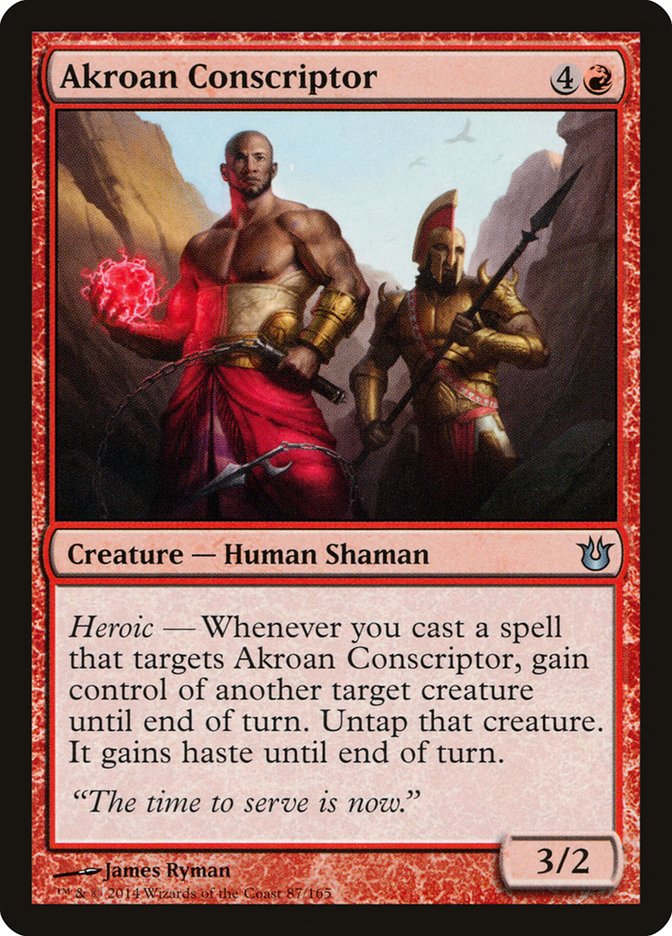 Akroan Conscriptor 4
Creature — Human Shaman
Heroic — Whenever you cast a spell
that targets Akroan Conscriptor, gain
control of another target creature
until end of turn. Untap that creature.
It gains haste until end of turn.
“The time to serve is now.”
3/2
James Ryman
™ & © 2014 Wizards of the Coast 87/165